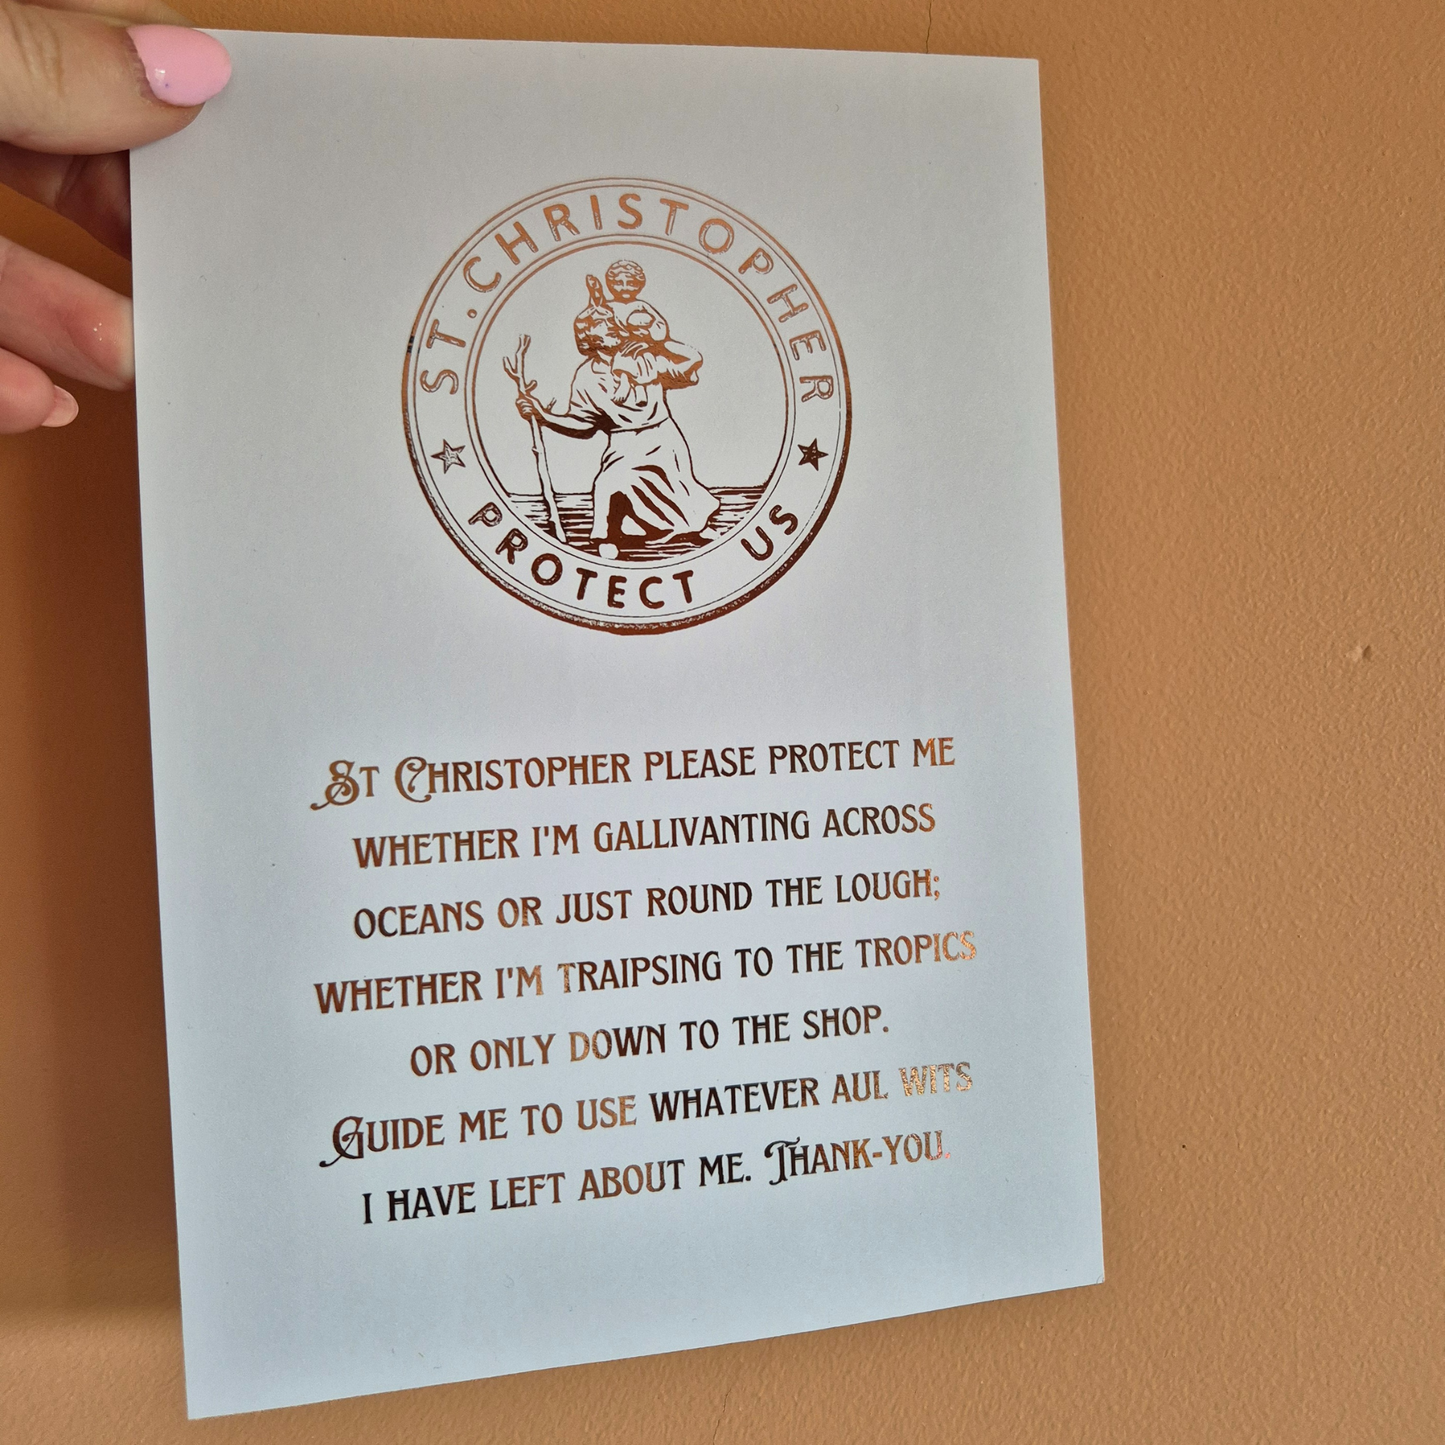 ST. CHRISTOPHER
PROTECT US
St Christopher please protect me
whether I'm gallivanting across
oceans or just round the lough;
whether I'm traipsing to the tropics
or only down to the shop.
Guide me to use whatever aul wits
I have left about me. Thank-you.